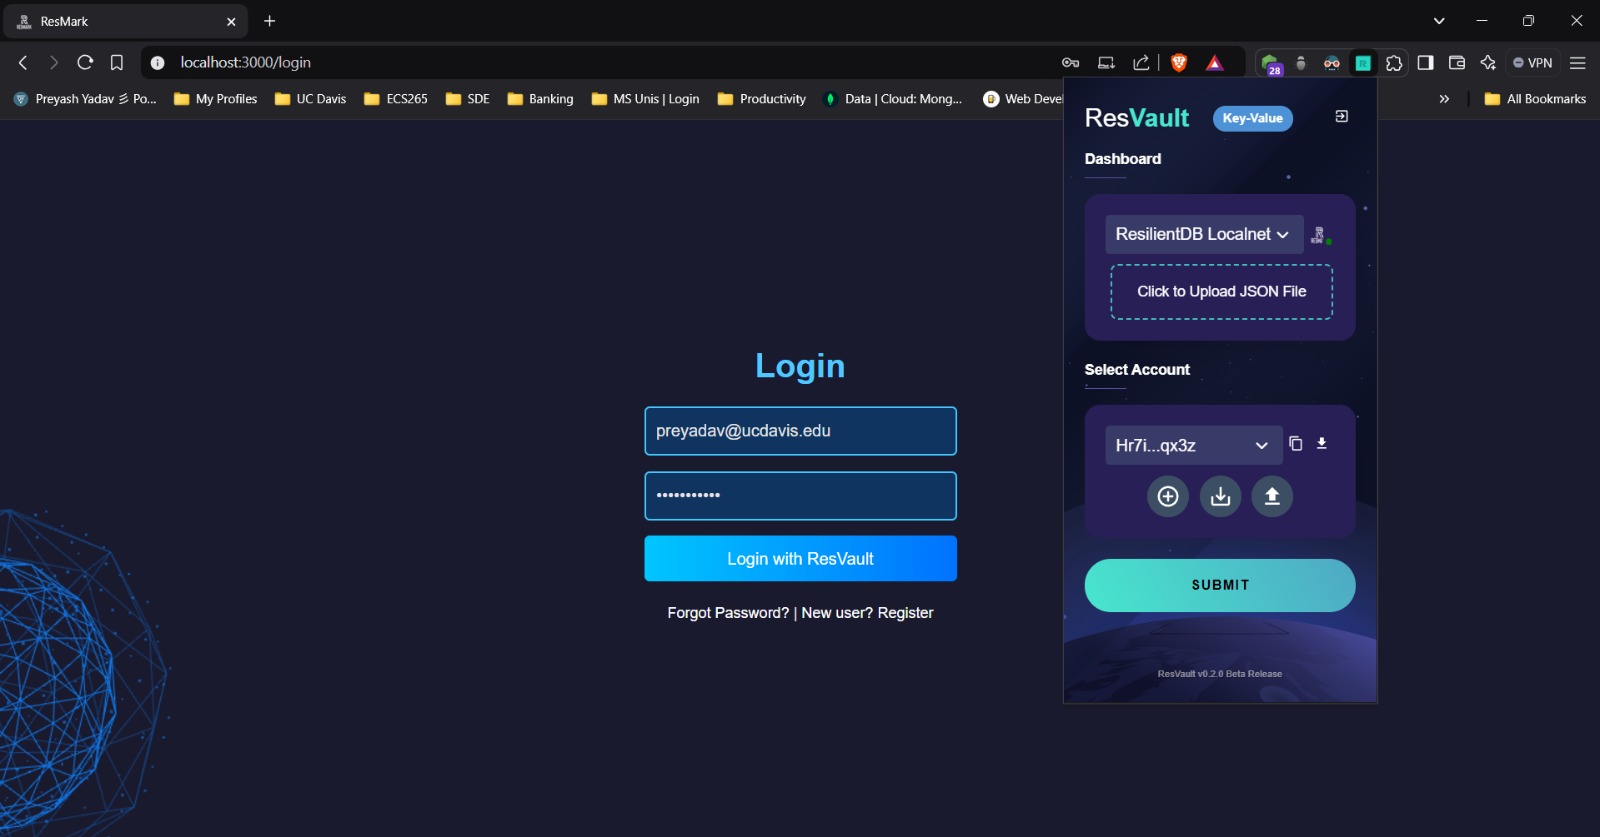 ResMark
localhost:3000/login
28
R
VPN
Preyash Yadav 彡 Po...
My Profiles
UC Davis
ECS265
SDE
Banking
MS Unis | Login
Productivity
Data | Cloud: Mong...
Web Devel
All Bookmarks
ResVault
Key-Value
Dashboard
ResilientDB Localnet
Click to Upload JSON File
Select Account
Hr7i...qx3z
SUBMIT
ResVault v0.2.0 Beta Release
Login
preyadav@ucdavis.edu
•••••••••••
Login with ResVault
Forgot Password? | New user? Register